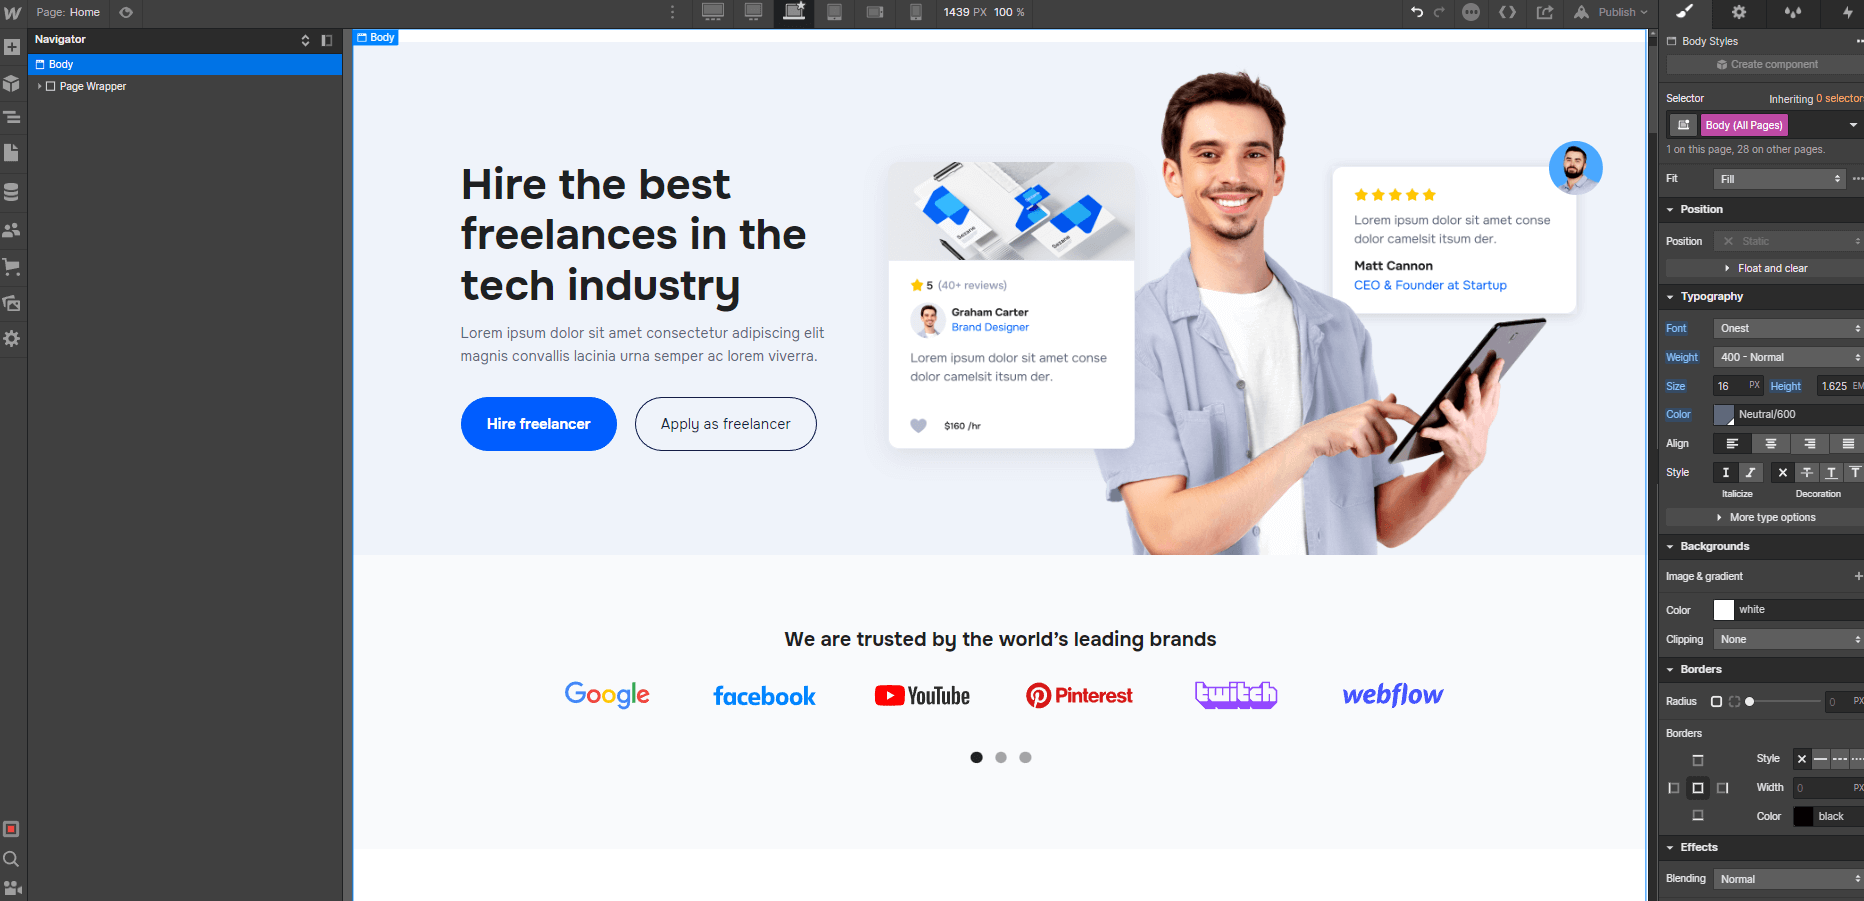 Page: Home
1439 PX 100 %
Publish
Navigator
Body
Page Wrapper
Body
Hire the best
freelances in the
tech industry
Lorem ipsum dolor sit amet consectetur adipiscing elit
magnis convallis lacinia urna semper ac lorem viverra.
Hire freelancer
Apply as freelancer
Sezane
Sezane
5 (40+ reviews)
Graham Carter
Brand Designer
Lorem ipsum dolor sit amet conse
dolor camelsit itsum der.
$160 /hr
Lorem ipsum dolor sit amet conse
dolor camelsit itsum der.
Matt Cannon
CEO & Founder at Startup
We are trusted by the world’s leading brands
Google
facebook
YouTube
Pinterest
twitch
webflow
Body Styles
Create component
Selector
Inheriting 0 selectors
Body (All Pages)
1 on this page, 28 on other pages.
Fit
Fill
Position
Position
Static
Float and clear
Typography
Font
Onest
Weight
400 - Normal
Size
16 PX
Height
1.625 EM
Color
Neutral/600
Align
Style
Italicize
Decoration
More type options
Backgrounds
Image & gradient
Color
white
Clipping
None
Borders
Radius
0 PX
Borders
Style
Width
0 PX
Color
black
Effects
Blending
Normal